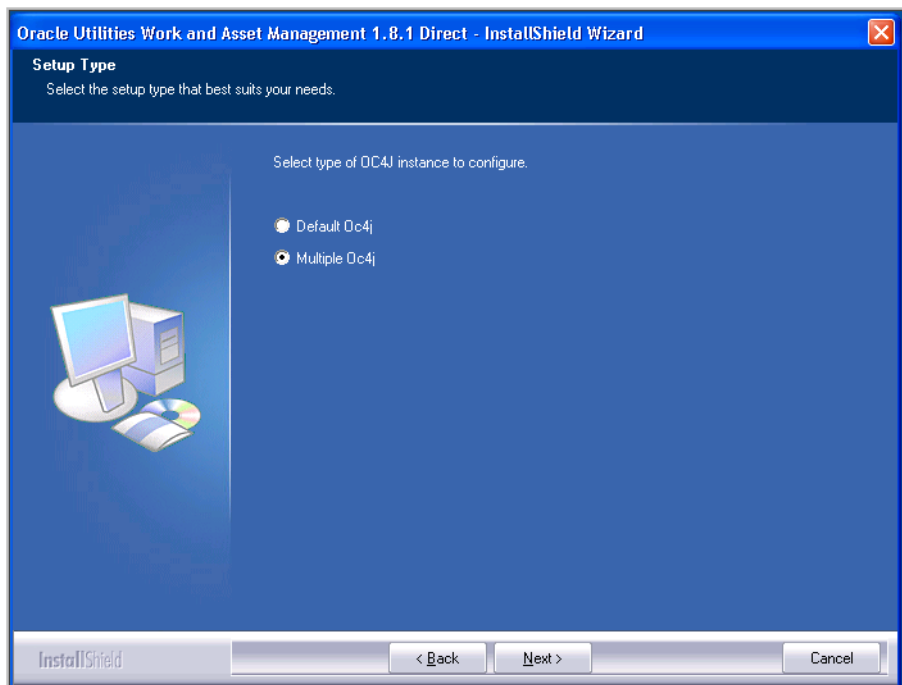 Oracle Utilities Work and Asset Management 1.8.1 Direct - InstallShield Wizard
Setup Type
Select the setup type that best suits your needs.
Select type of OC4J instance to configure.
Default Oc4j
Multiple Oc4j
InstallShield
< Back
Next >
Cancel